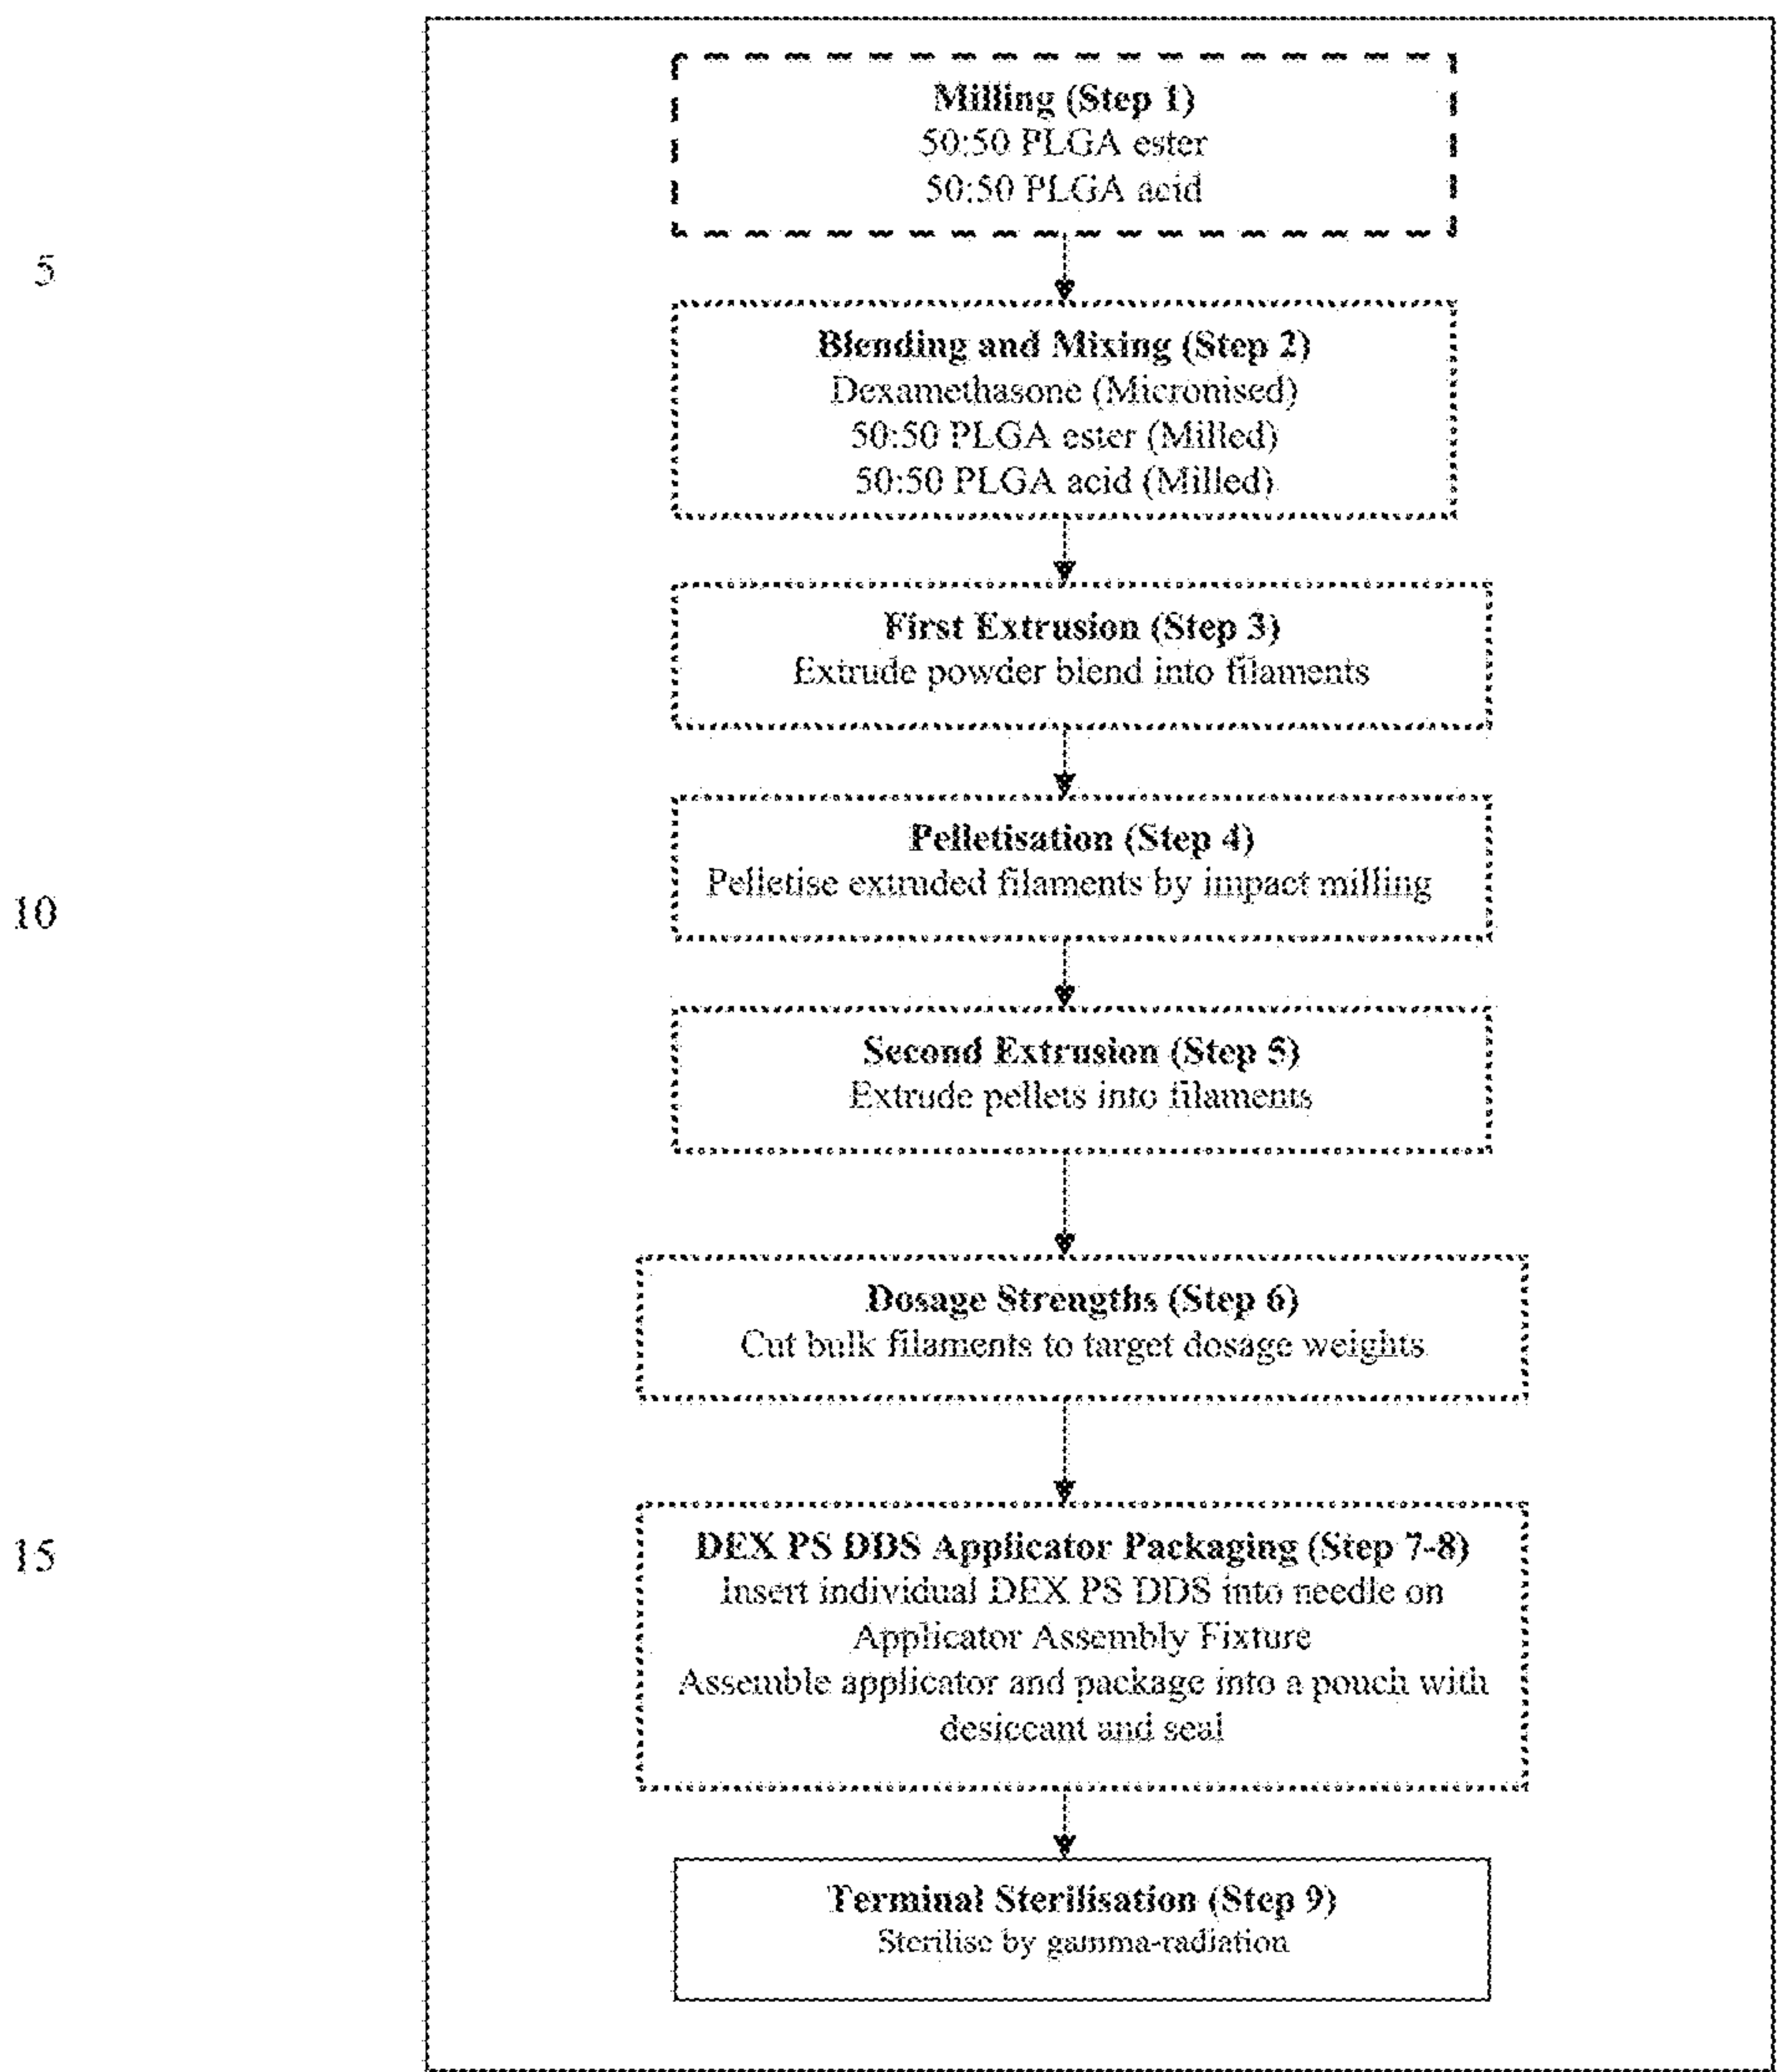 Milling (Step 1)
50:50 PLGA ester
50:50 PLGA acid
5
Blending and Mixing (Step 2)
Dexamethasone (Micronised)
50:50 PLGA ester (Milled)
50:50 PLGA acid (Milled)
First Extrusion (Step 3)
Extrude powder blend into filaments
Pelletisation (Step 4)
Pelletise extruded filaments by impact milling
10
Second Extrusion (Step 5)
Extrude pellets into filaments
Dosage Strengths (Step 6)
Cut bulk filaments to target dosage weights
DEX PS DDS Applicator Packaging (Step 7-8)
15
Insert individual DEX PS DDS into needle on
Applicator Assembly Fixture
Assemble applicator and package into a pouch with
desiccant and seal
Terminal Sterilisation (Step 9)
Sterilise by gamma-radiation